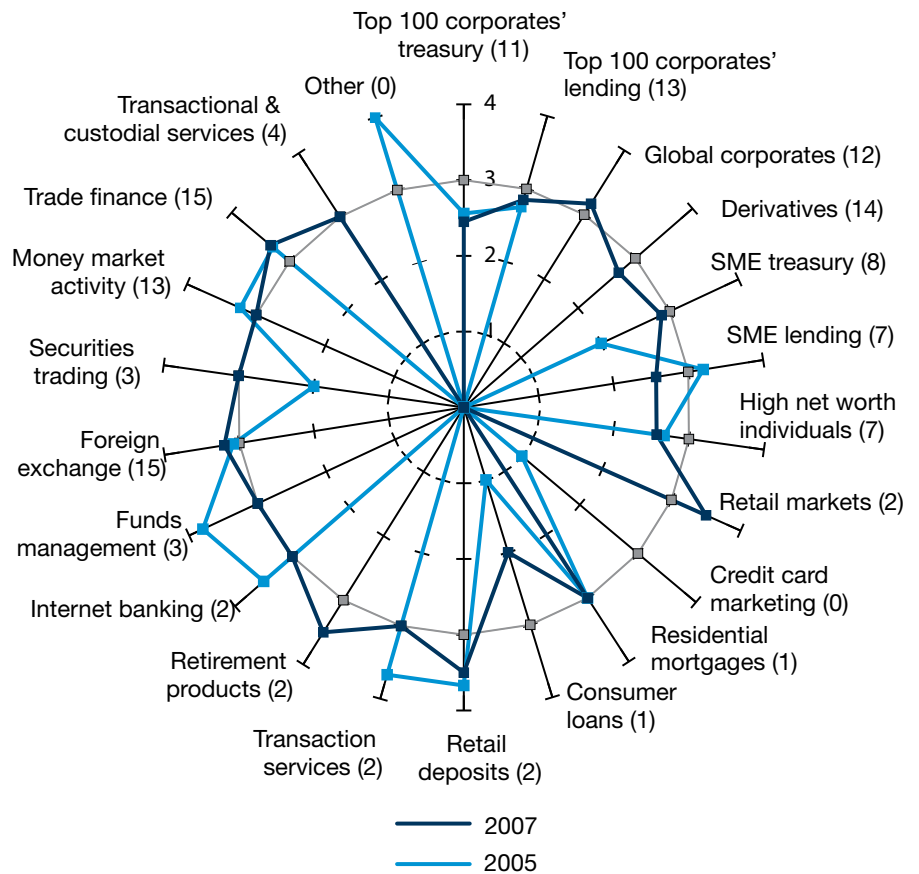 Top 100 corporates’
treasury (11)
Top 100 corporates’
lending (13)
Global corporates (12)
Derivatives (14)
SME treasury (8)
SME lending (7)
High net worth
individuals (7)
Retail markets (2)
Credit card
marketing (0)
Residential
mortgages (1)
Consumer
loans (1)
Retail
deposits (2)
Transaction
services (2)
Retirement
products (2)
Internet banking (2)
Funds
management (3)
Foreign
exchange (15)
Securities
trading (3)
Money market
activity (13)
Trade finance (15)
Transactional &
custodial services (4)
Other (0)
4
3
2
1
2007
2005